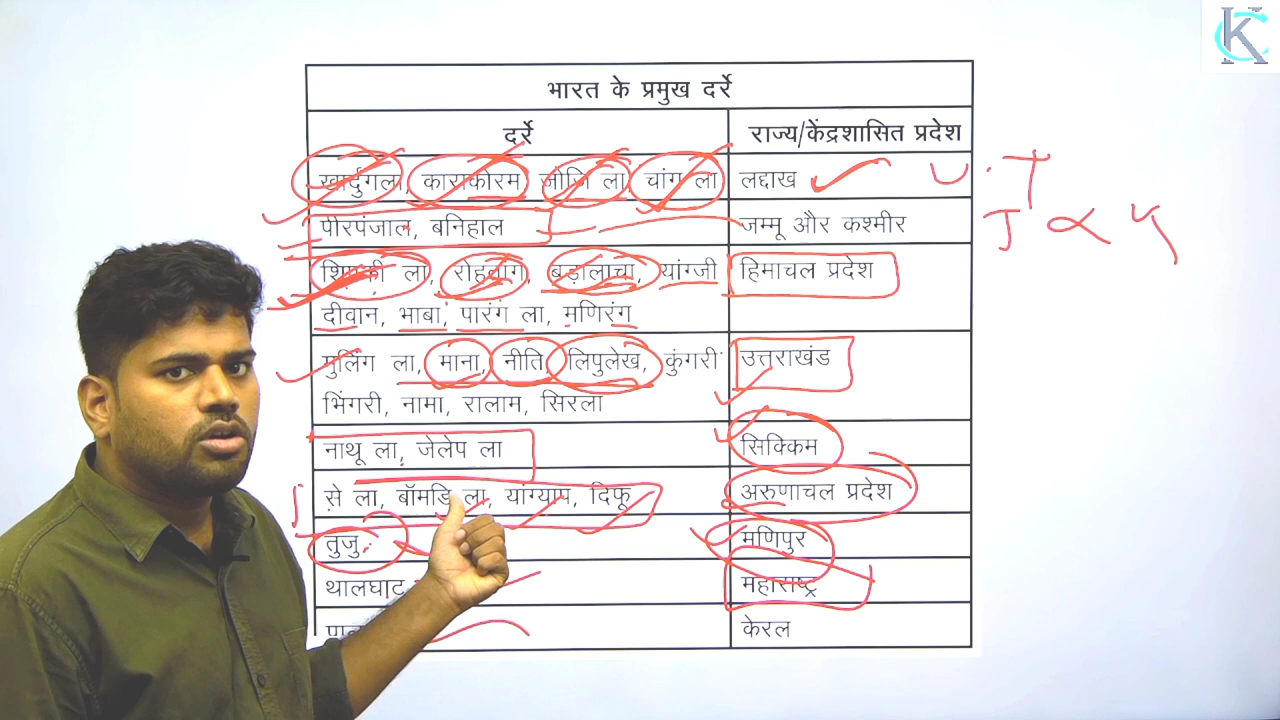 KC
भारत के प्रमुख दर्रे
दर्रे राज्य/केंद्रशासित प्रदेश
खार्दुंगला, काराकोरम जोजि ला, चांग ला लद्दाख U.T
पीरपंजाल, बनिहाल जम्मू और कश्मीर J
शिपकी ला, रोहतांग, बड़ालाचा, यांग्जी हिमाचल प्रदेश
दीवान, भाबा, पारंग ला, मणिरंग
मुलिंग ला, माना, नीति, लिपुलेख, कुंगरी उत्तराखंड
भिंगरी, नामा, रालाम, सिरला
नाथू ला, जेलेप ला सिक्किम
से ला, बॉमडि ला, यांग्याप, दिफू अरुणाचल प्रदेश
तुजु मणिपुर
थालघाट महाराष्ट्र
केरल